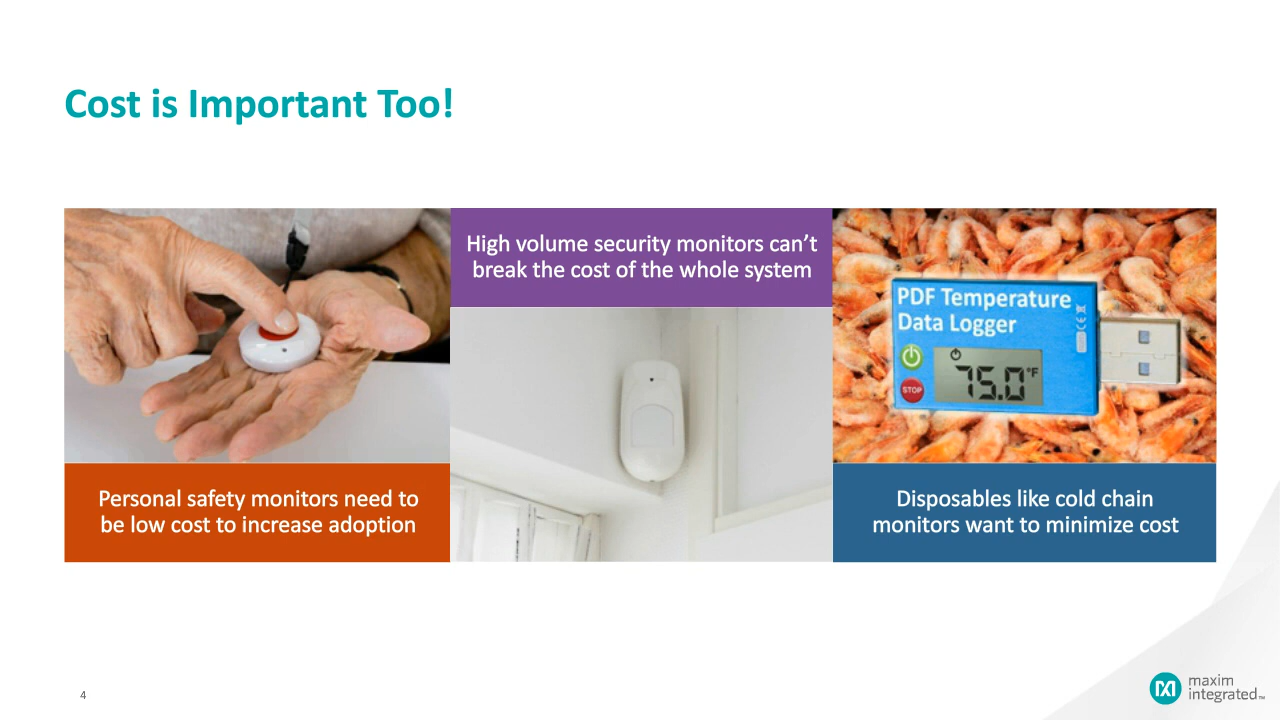 Cost is Important Too!
High volume security monitors can’t
break the cost of the whole system
PDF Temperature
Data Logger
STOP
75.0°F
Personal safety monitors need to
be low cost to increase adoption
Disposables like cold chain
monitors want to minimize cost
4
maxim
integrated™